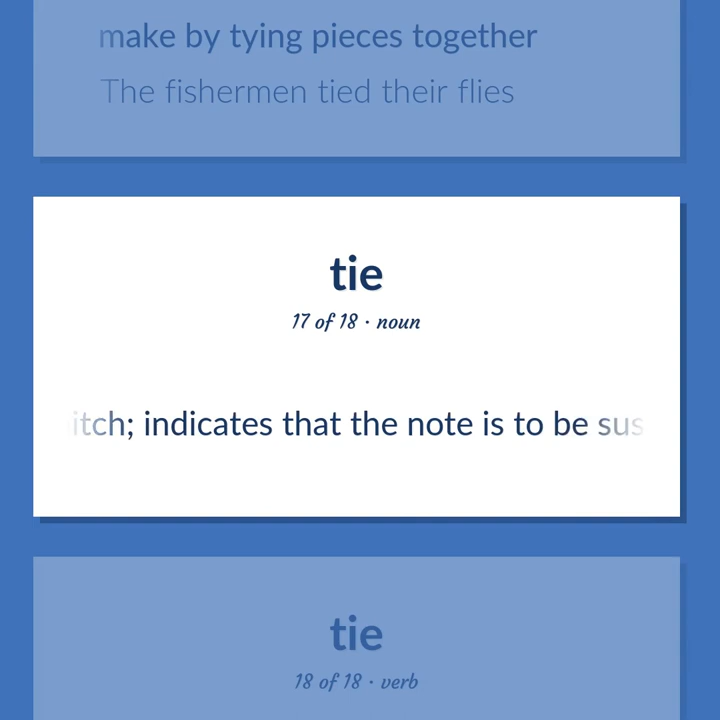 make by tying pieces together
The fishermen tied their flies
tie
17 of 18 · noun
itch; indicates that the note is to be sus
tie
18 of 18 · verb